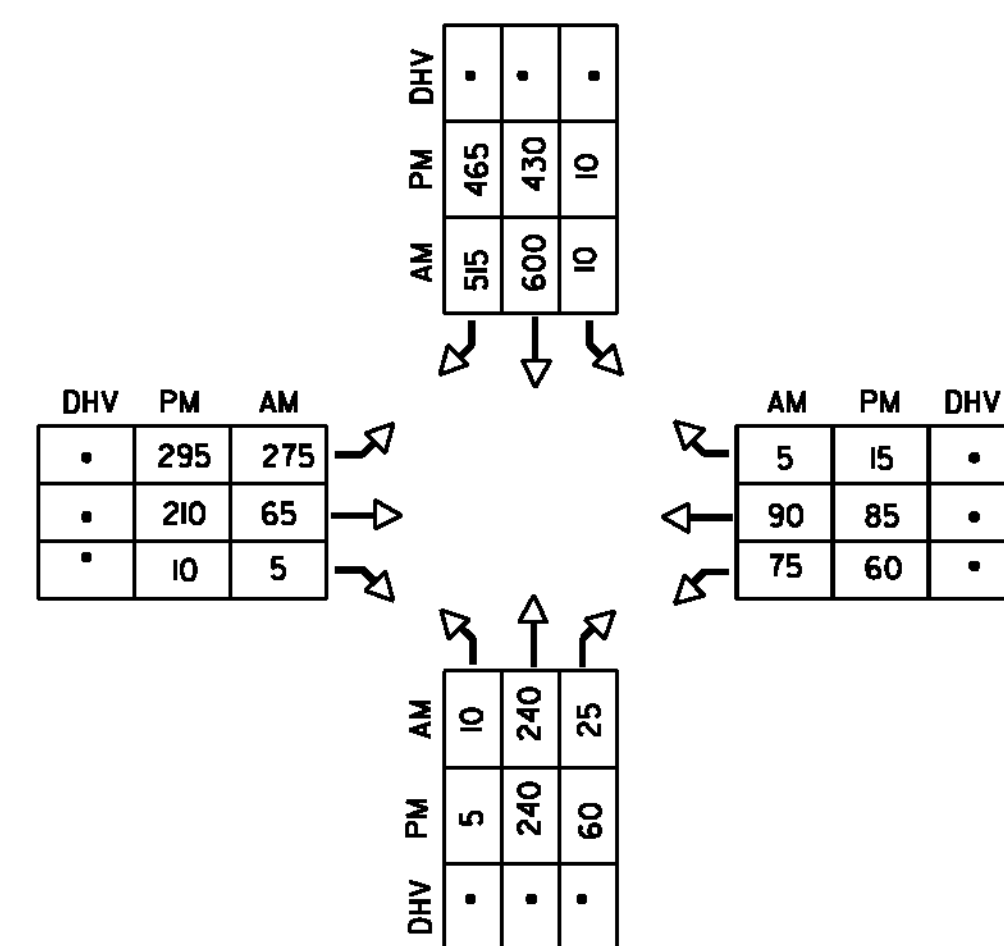 DHV • • •
PM 465 430 10
AM 515 600 10
DHV PM AM
• 295 275
• 210 65
• 10 5
AM PM DHV
5 15 •
90 85 •
75 60 •
AM 10 240 25
PM 5 240 60
DHV • • •